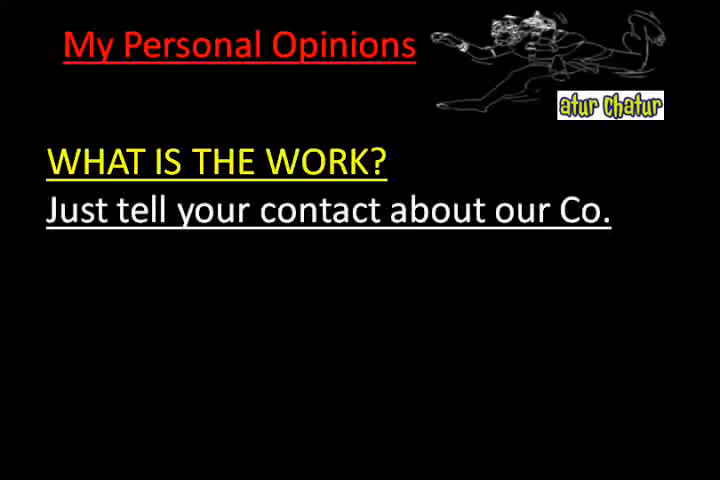 My Personal Opinions
atur chatur
WHAT IS THE WORK?
Just tell your contact about our Co.